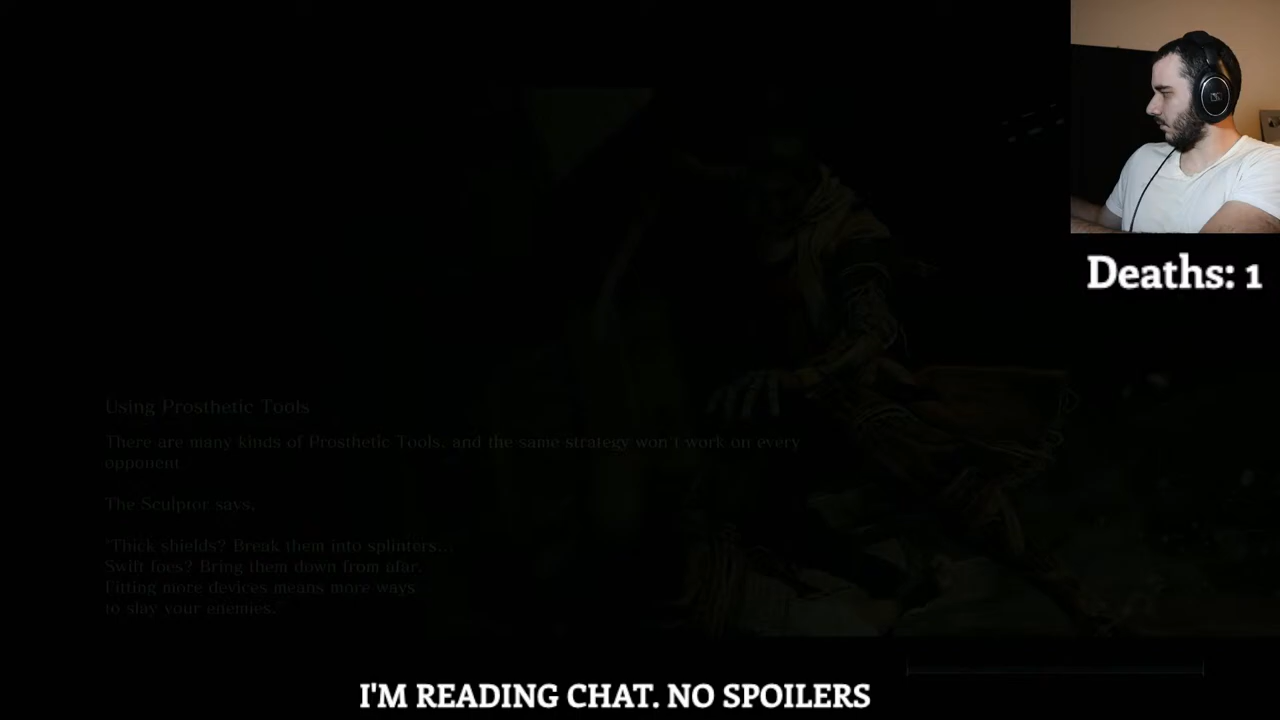 Deaths: 1
Using Prosthetic Tools
There are many kinds of Prosthetic Tools, and the same strategy won't work on every
opponent.
The Sculptor says,
"Thick shields? Break them into splinters...
Swift foes? Bring them down from afar.
Fitting more devices means more ways
to slay your enemies."
I'M READING CHAT. NO SPOILERS